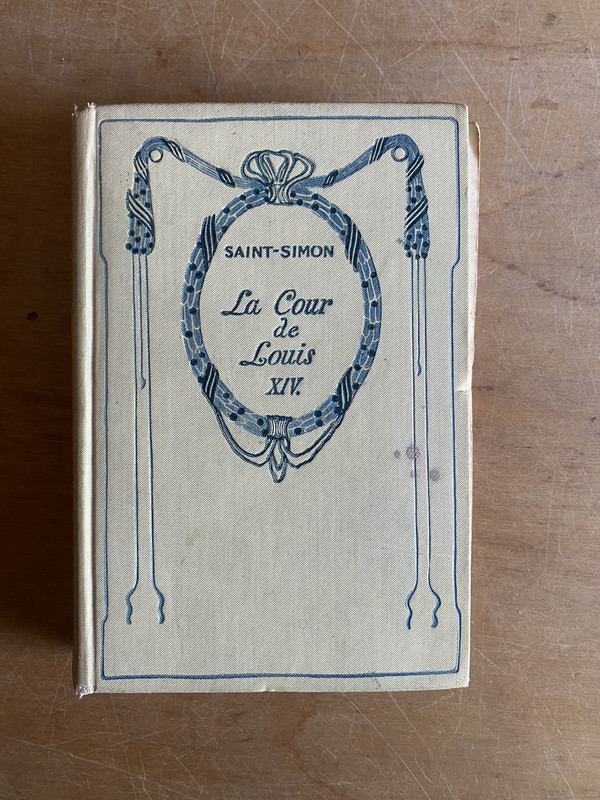 SAINT-SIMON
La Cour
de
Louis
XIV.